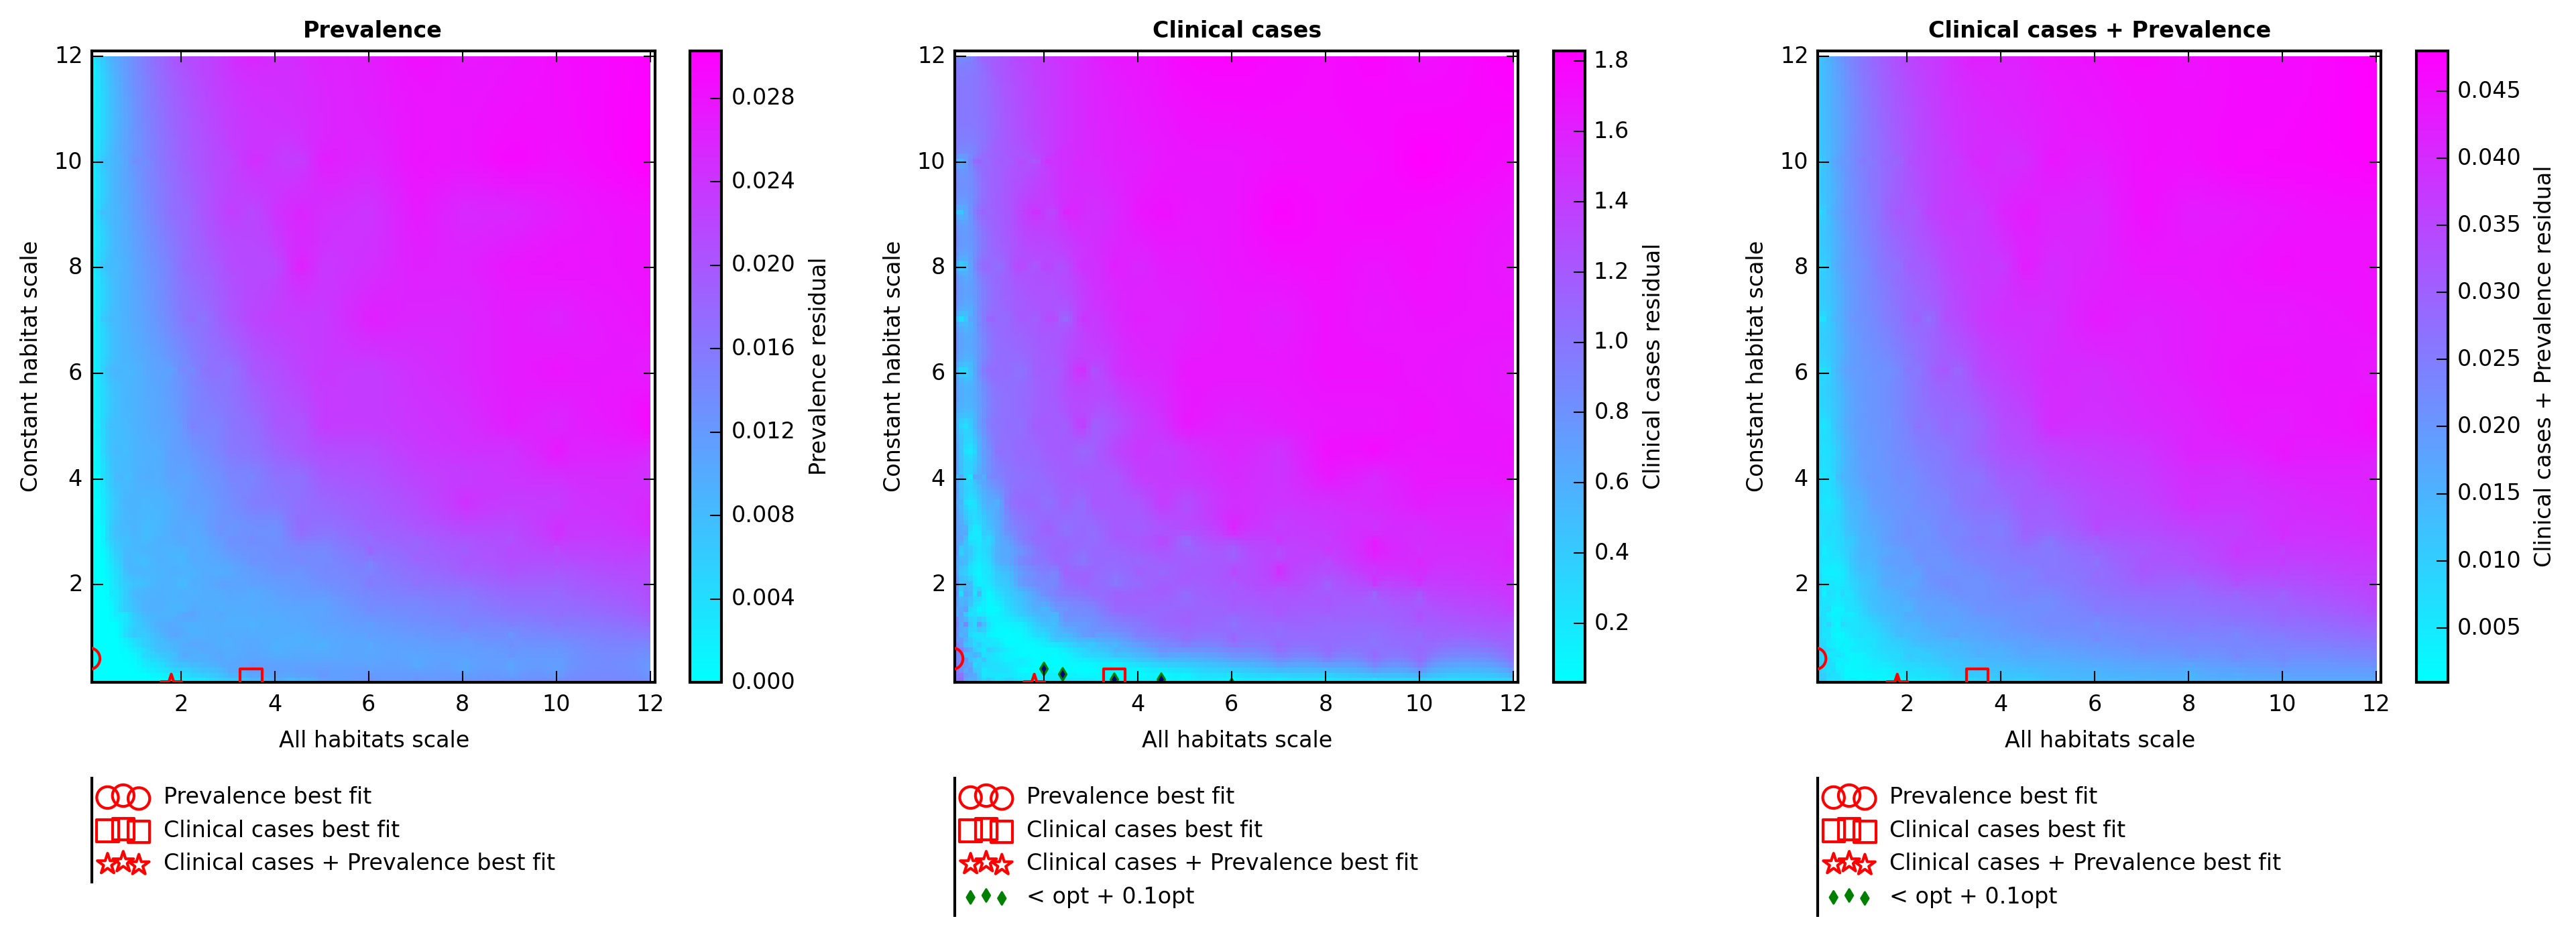 Prevalence
Clinical cases
Clinical cases + Prevalence
12
10
8
6
4
2
Constant habitat scale
2 4 6 8 10 12
All habitats scale
0.028
0.024
0.020
0.016
0.012
0.008
0.004
0.000
Prevalence residual
12
10
8
6
4
2
Constant habitat scale
2 4 6 8 10 12
All habitats scale
1.8
1.6
1.4
1.2
1.0
0.8
0.6
0.4
0.2
Clinical cases residual
12
10
8
6
4
2
Constant habitat scale
2 4 6 8 10 12
All habitats scale
0.045
0.040
0.035
0.030
0.025
0.020
0.015
0.010
0.005
Clinical cases + Prevalence residual
Prevalence best fit
Clinical cases best fit
Clinical cases + Prevalence best fit
Prevalence best fit
Clinical cases best fit
Clinical cases + Prevalence best fit
< opt + 0.1opt
Prevalence best fit
Clinical cases best fit
Clinical cases + Prevalence best fit
< opt + 0.1opt